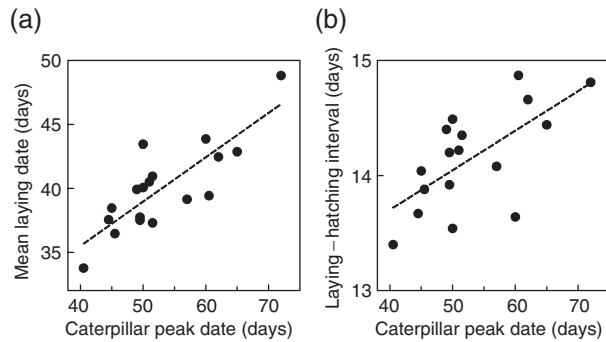 (a)
Mean laying date (days)
50
45
40
35
40 50 60 70
Caterpillar peak date (days)
(b)
Laying – hatching interval (days)
15
14
13
40 50 60 70
Caterpillar peak date (days)